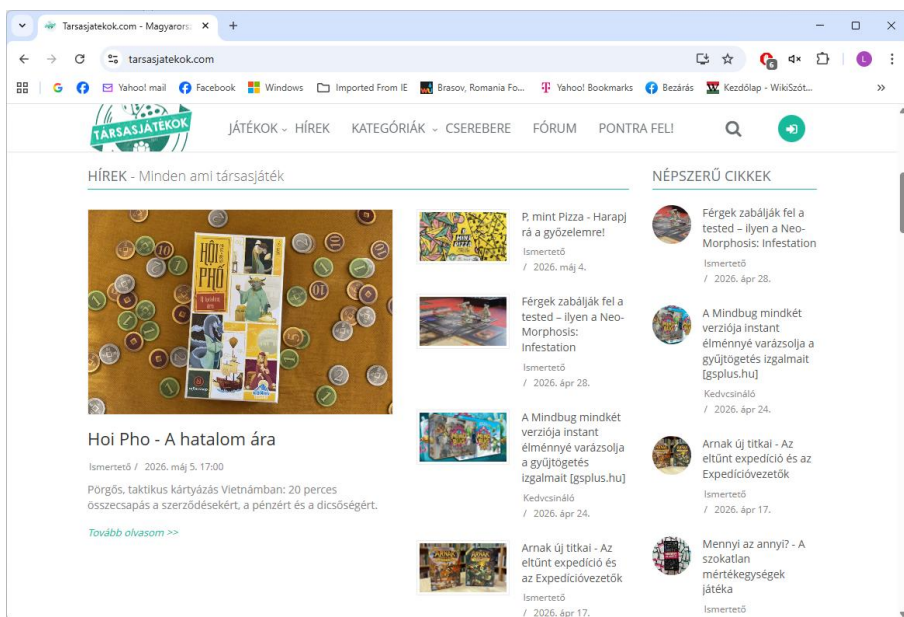 Tarsasjatekok.com - Magyarors
tarsasjatekok.com
6
L
Yahoo! mail
Facebook
Windows
Imported From IE
Brasov, Romania Fo...
Yahoo! Bookmarks
Bezárás
Kezdőlap - WikiSzót...
TÁRSASJÁTÉKOK
JÁTÉKOK
HÍREK
KATEGÓRIÁK
CSEREBERE
FÓRUM
PONTRA FEL!
HÍREK - Minden ami társasjáték
HÔI PHÓ
Hoi Pho - A hatalom ára
Ismertető / 2026. máj 5. 17:00
Pörgős, taktikus kártyázás Vietnámban: 20 perces
összecsapás a szerződésekért, a pénzért és a dicsőségért.
Tovább olvasom >>
P, mint Pizza - Harapj
rá a győzelemre!
Ismertető
/ 2026. máj 4.
Férgek zabálják fel a
tested – ilyen a Neo-
Morphosis:
Infestation
Ismertető
/ 2026. ápr 28.
A Mindbug mindkét
verziója instant
élménnyé varázsolja
a gyűjtögetés
izgalmait [gsplus.hu]
Kedvcsináló
/ 2026. ápr 24.
ARNAK
ARNAK
Arnak új titkai - Az
eltűnt expedíció és
az Expedícióvezetők
Ismertető
/ 2026. ápr 17.
NÉPSZERŰ CIKKEK
Férgek zabálják fel a
tested – ilyen a Neo-
Morphosis: Infestation
Ismertető
/ 2026. ápr 28.
A Mindbug mindkét
verziója instant
élménnyé varázsolja a
gyűjtögetés izgalmait
[gsplus.hu]
Kedvcsináló
/ 2026. ápr 24.
Arnak új titkai - Az
eltűnt expedíció és az
Expedícióvezetők
Ismertető
/ 2026. ápr 17.
Mennyi az annyi? - A
szokatlan
mértékegységek
játéka
Ismertető